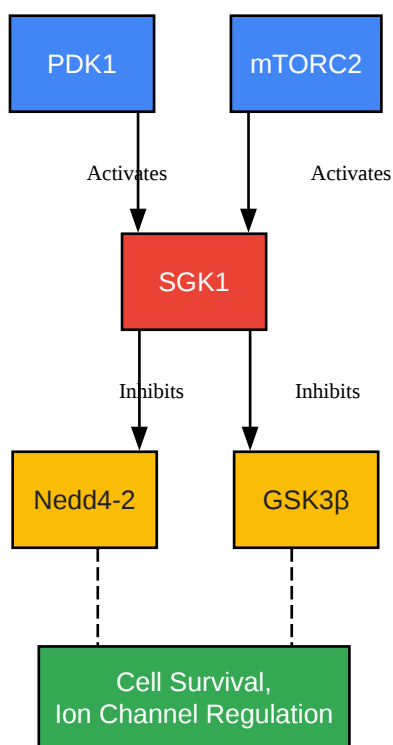 PDK1
mTORC2
Activates
Activates
SGK1
Inhibits
Inhibits
Nedd4-2
GSK3β
Cell Survival,
Ion Channel Regulation